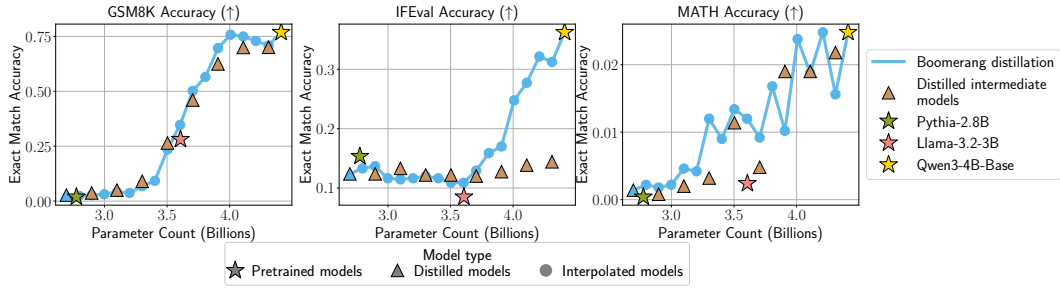 GSM8K Accuracy (↑)
Exact Match Accuracy
0.75
0.50
0.25
0.00
3.0
3.5
4.0
Parameter Count (Billions)
IFEval Accuracy (↑)
Exact Match Accuracy
0.3
0.2
0.1
3.0
3.5
4.0
Parameter Count (Billions)
MATH Accuracy (↑)
Exact Match Accuracy
0.02
0.01
0.00
3.0
3.5
4.0
Parameter Count (Billions)
Boomerang distillation
Distilled intermediate
models
Pythia-2.8B
Llama-3.2-3B
Qwen3-4B-Base
Model type
Pretrained models
Distilled models
Interpolated models